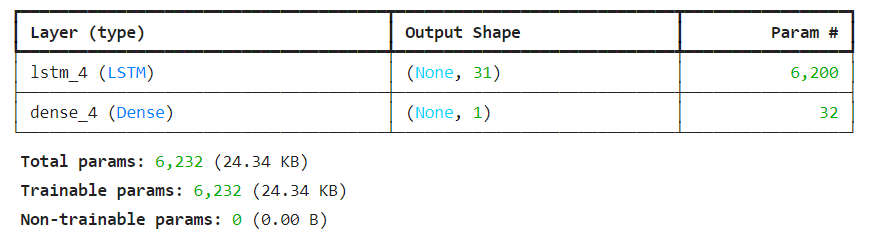 Layer (type) Output Shape Param #
lstm_4 (LSTM) (None, 31) 6,200
dense_4 (Dense) (None, 1) 32
Total params: 6,232 (24.34 KB)
Trainable params: 6,232 (24.34 KB)
Non-trainable params: 0 (0.00 B)